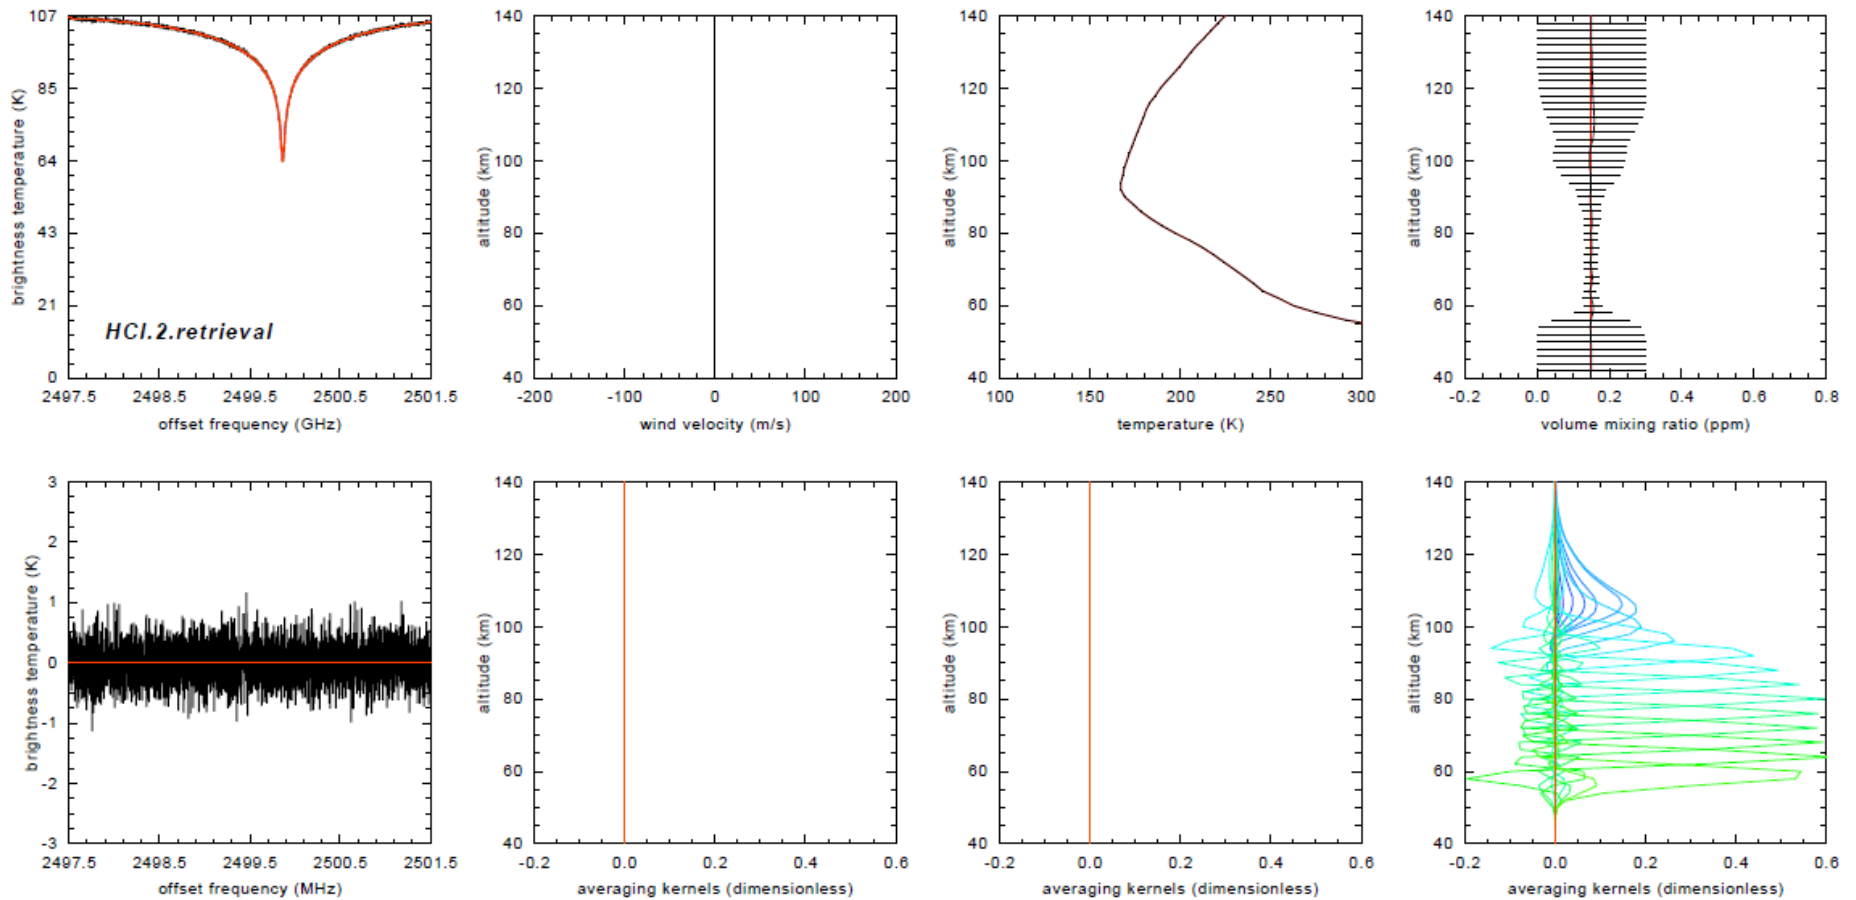 107
85
64
43
21
0
brightness temperature (K)
HCl.2.retrieval
2497.5 2498.5 2499.5 2500.5 2501.5
offset frequency (GHz)
140
120
100
80
60
40
altitude (km)
-200 -100 0 100 200
wind velocity (m/s)
140
120
100
80
60
40
altitude (km)
100 150 200 250 300
temperature (K)
140
120
100
80
60
40
altitude (km)
-0.2 0.0 0.2 0.4 0.6 0.8
volume mixing ratio (ppm)
3
2
1
0
-1
-2
-3
brightness temperature (K)
2497.5 2498.5 2499.5 2500.5 2501.5
offset frequency (MHz)
140
120
100
80
60
40
altitude (km)
-0.2 0.0 0.2 0.4 0.6
averaging kernels (dimensionless)
140
120
100
80
60
40
altitude (km)
-0.2 0.0 0.2 0.4 0.6
averaging kernels (dimensionless)
140
120
100
80
60
40
altitude (km)
-0.2 0.0 0.2 0.4 0.6
averaging kernels (dimensionless)